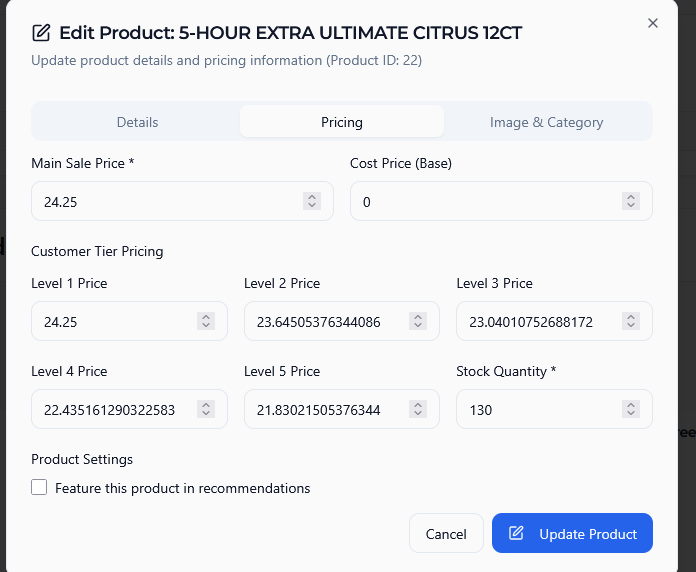 Edit Product: 5-HOUR EXTRA ULTIMATE CITRUS 12CT
Update product details and pricing information (Product ID: 22)
Details Pricing Image & Category
Main Sale Price * Cost Price (Base)
24.25 0
Customer Tier Pricing
Level 1 Price Level 2 Price Level 3 Price
24.25 23.64505376344086 23.04010752688172
Level 4 Price Level 5 Price Stock Quantity *
22.435161290322583 21.83021505376344 130
Product Settings
Feature this product in recommendations
Cancel Update Product